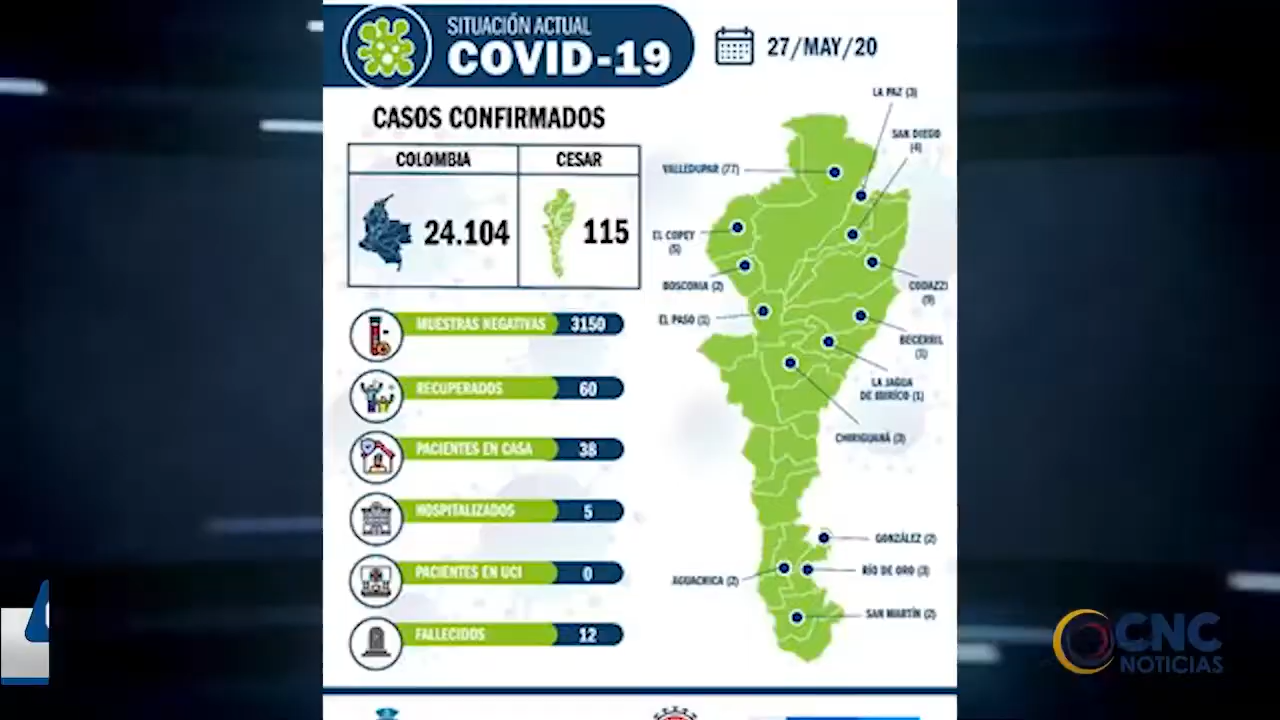 SITUACIÓN ACTUAL
COVID-19
27/MAY/20
CASOS CONFIRMADOS
COLOMBIA
CESAR
24.104
115
MUESTRAS NEGATIVAS 3150
RECUPERADOS 60
PACIENTES EN CASA 38
HOSPITALIZADOS 5
PACIENTES EN UCI 0
FALLECIDOS 12
LA PAZ (3)
SAN DIEGO
(4)
VALLEDUPAR (77)
EL COPEY
(5)
BOSCONIA (2)
CODAZZI
(9)
EL PASO (1)
BECERRIL
(1)
LA JAGUA
DE IBIRICO (1)
CHIRIGUANÁ (3)
GONZÁLEZ (2)
AGUACHICA (2)
RÍO DE ORO (3)
SAN MARTÍN (2)
CNC
NOTICIAS